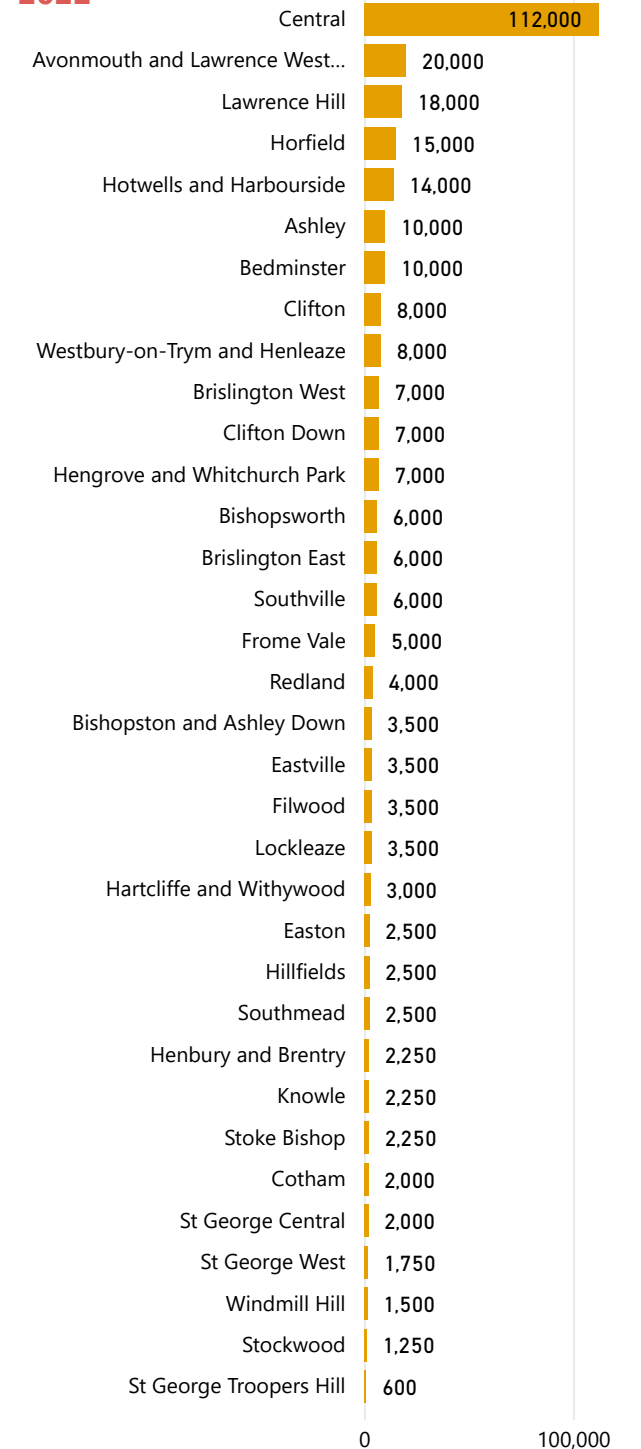 Central 112,000
Avonmouth and Lawrence West... 20,000
Lawrence Hill 18,000
Horfield 15,000
Hotwells and Harbourside 14,000
Ashley 10,000
Bedminster 10,000
Clifton 8,000
Westbury-on-Trym and Henleaze 8,000
Brislington West 7,000
Clifton Down 7,000
Hengrove and Whitchurch Park 7,000
Bishopsworth 6,000
Brislington East 6,000
Southville 6,000
Frome Vale 5,000
Redland 4,000
Bishopston and Ashley Down 3,500
Eastville 3,500
Filwood 3,500
Lockleaze 3,500
Hartcliffe and Withywood 3,000
Easton 2,500
Hillfields 2,500
Southmead 2,500
Henbury and Brentry 2,250
Knowle 2,250
Stoke Bishop 2,250
Cotham 2,000
St George Central 2,000
St George West 1,750
Windmill Hill 1,500
Stockwood 1,250
St George Troopers Hill 600
0 100,000